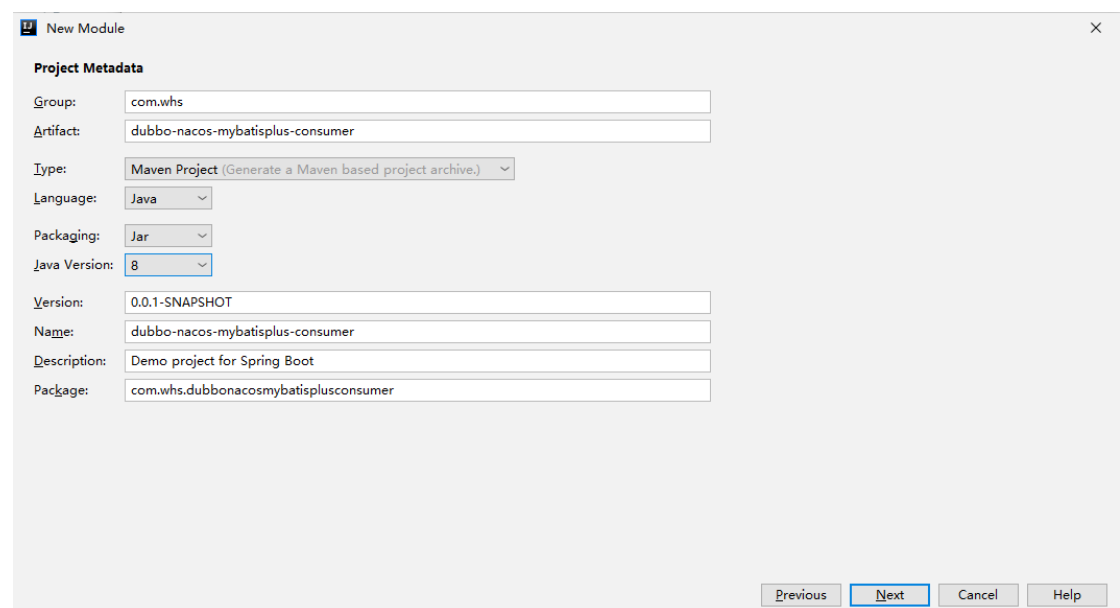 New Module
Project Metadata
Group: com.whs
Artifact: dubbo-nacos-mybatisplus-consumer
Type: Maven Project (Generate a Maven based project archive.)
Language: Java
Packaging: Jar
Java Version: 8
Version: 0.0.1-SNAPSHOT
Name: dubbo-nacos-mybatisplus-consumer
Description: Demo project for Spring Boot
Package: com.whs.dubbonacosmybatisplusconsumer
Previous Next Cancel Help